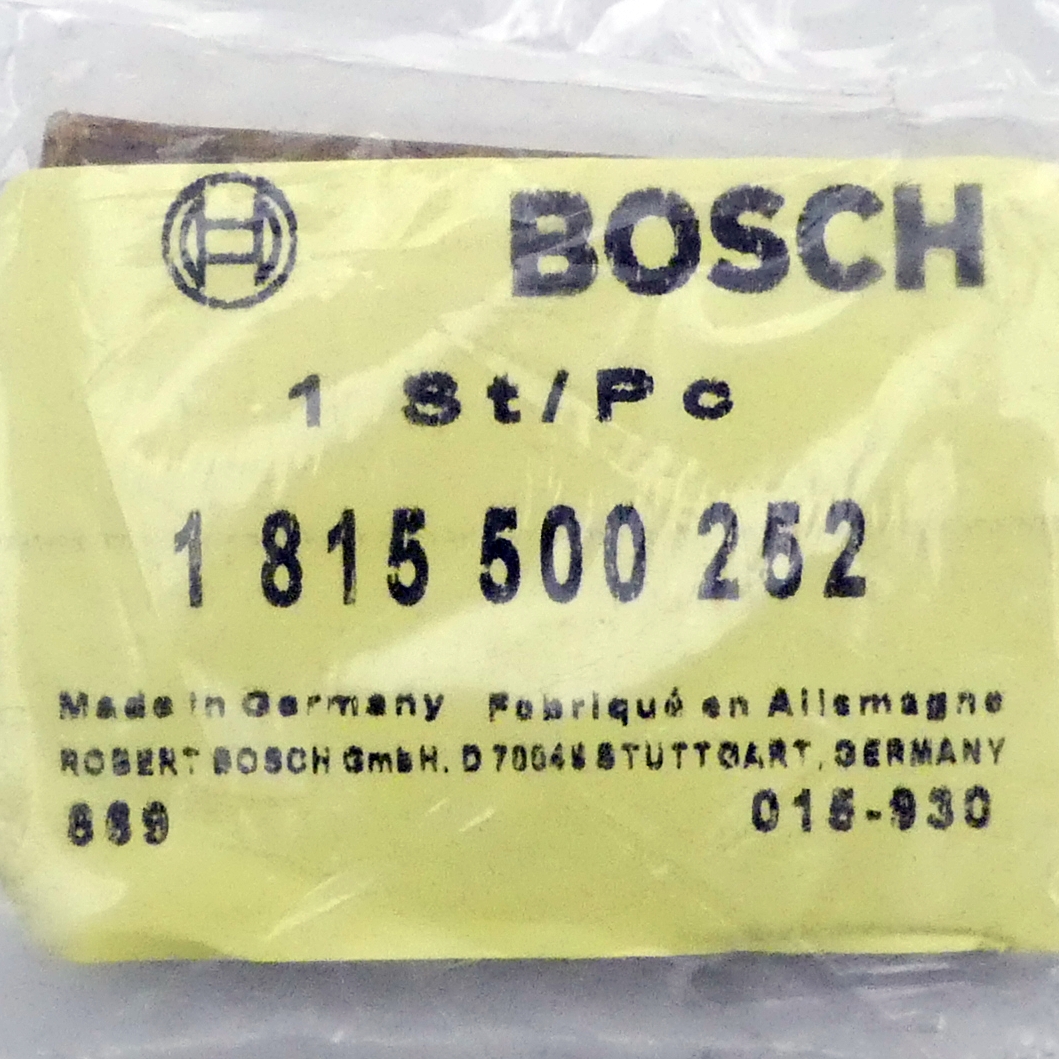 BOSCH
1 St/Pc
1 815 500 252
Made in Germany Fabriqué en Allemagne
ROBERT BOSCH GmbH, D 70049 STUTTGART, GERMANY
015-930